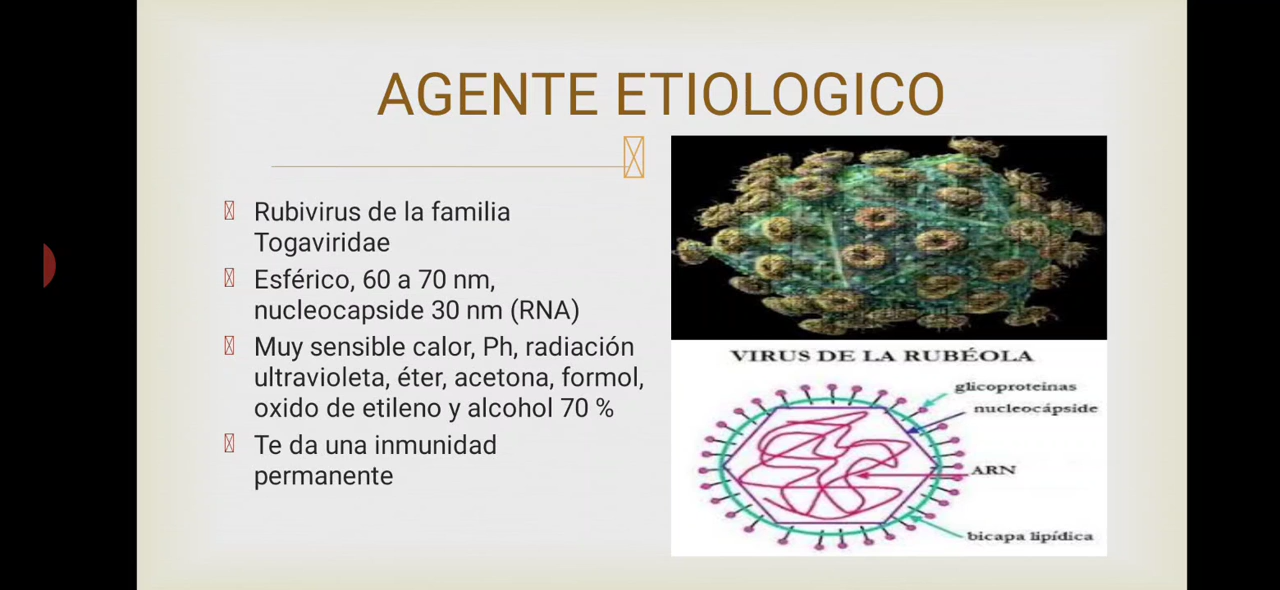 AGENTE ETIOLOGICO
Rubivirus de la familia
Togaviridae
Esférico, 60 a 70 nm,
nucleocapside 30 nm (RNA)
Muy sensible calor, Ph, radiación
ultravioleta, éter, acetona, formol,
oxido de etileno y alcohol 70 %
Te da una inmunidad
permanente
VIRUS DE LA RUBÉOLA
glicoproteinas
nucleocápside
ARN
bicapa lipídica